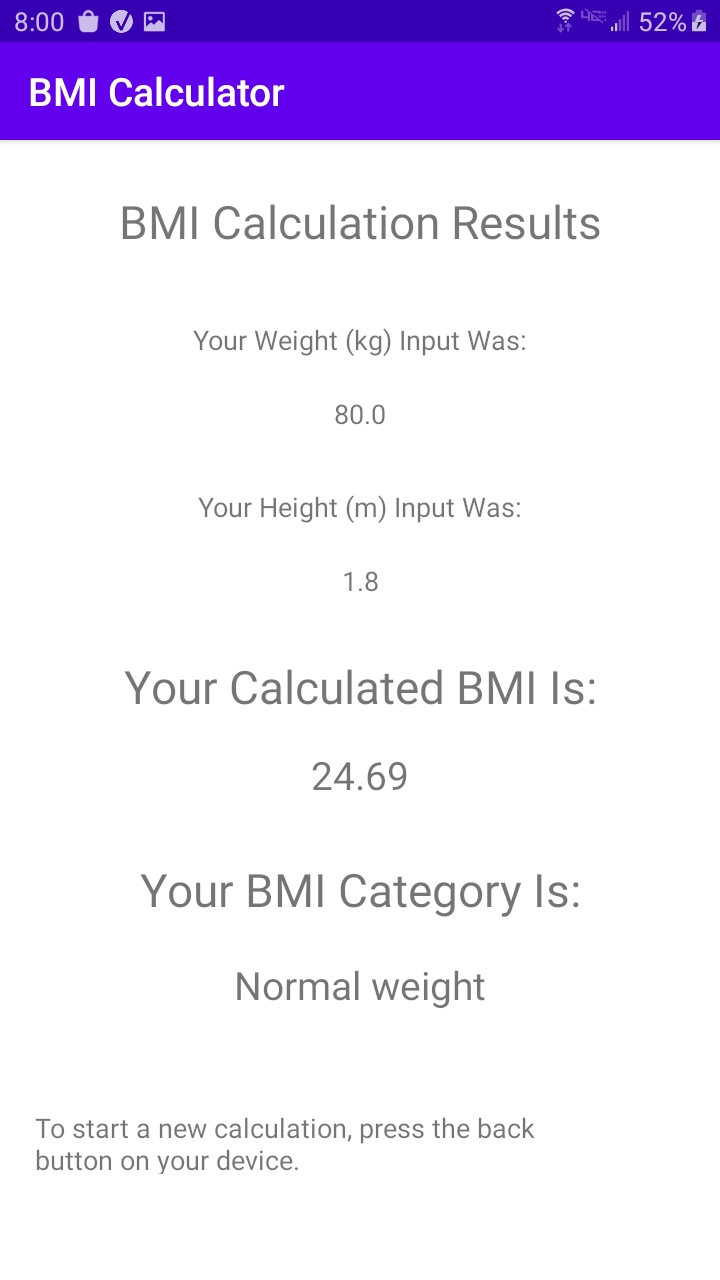 8:00 52%
BMI Calculator
BMI Calculation Results
Your Weight (kg) Input Was:
80.0
Your Height (m) Input Was:
1.8
Your Calculated BMI Is:
24.69
Your BMI Category Is:
Normal weight
To start a new calculation, press the back
button on your device.